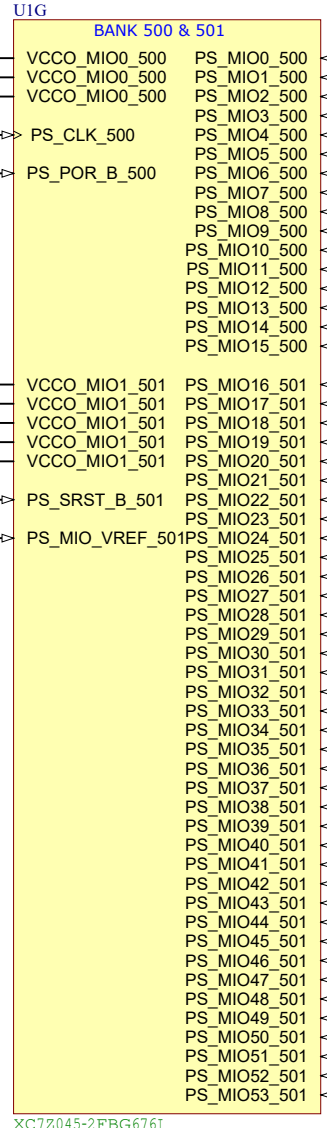 U1G
BANK 500 & 501
VCCO_MIO0_500 PS_MIO0_500
VCCO_MIO0_500 PS_MIO1_500
VCCO_MIO0_500 PS_MIO2_500
PS_MIO3_500
PS_CLK_500 PS_MIO4_500
PS_MIO5_500
PS_POR_B_500 PS_MIO6_500
PS_MIO7_500
PS_MIO8_500
PS_MIO9_500
PS_MIO10_500
PS_MIO11_500
PS_MIO12_500
PS_MIO13_500
PS_MIO14_500
PS_MIO15_500
VCCO_MIO1_501 PS_MIO16_501
VCCO_MIO1_501 PS_MIO17_501
VCCO_MIO1_501 PS_MIO18_501
VCCO_MIO1_501 PS_MIO19_501
VCCO_MIO1_501 PS_MIO20_501
PS_MIO21_501
PS_SRST_B_501 PS_MIO22_501
PS_MIO23_501
PS_MIO_VREF_501 PS_MIO24_501
PS_MIO25_501
PS_MIO26_501
PS_MIO27_501
PS_MIO28_501
PS_MIO29_501
PS_MIO30_501
PS_MIO31_501
PS_MIO32_501
PS_MIO33_501
PS_MIO34_501
PS_MIO35_501
PS_MIO36_501
PS_MIO37_501
PS_MIO38_501
PS_MIO39_501
PS_MIO40_501
PS_MIO41_501
PS_MIO42_501
PS_MIO43_501
PS_MIO44_501
PS_MIO45_501
PS_MIO46_501
PS_MIO47_501
PS_MIO48_501
PS_MIO49_501
PS_MIO50_501
PS_MIO51_501
PS_MIO52_501
PS_MIO53_501
XC7Z045-2FBG676I